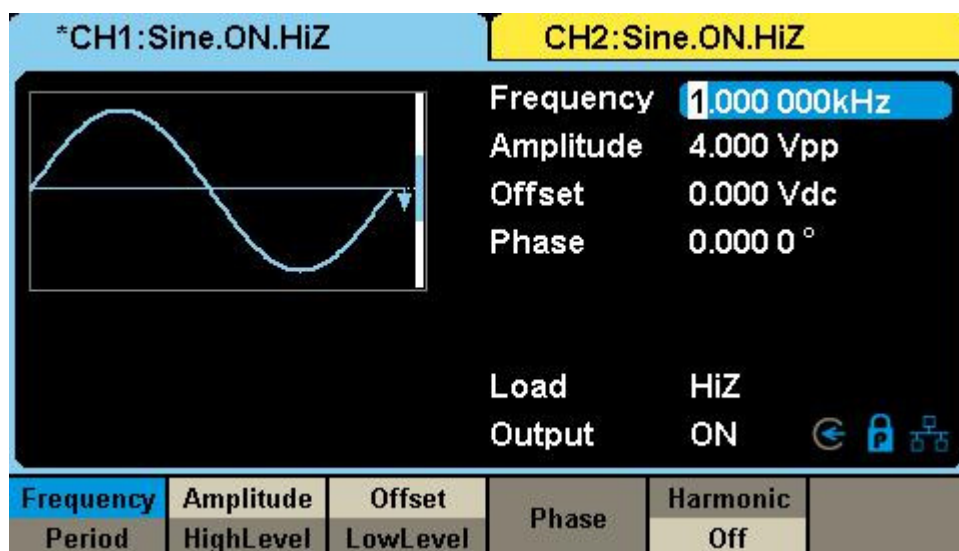 *CH1:Sine.ON.HiZ
CH2:Sine.ON.HiZ
Frequency 1.000 000kHz
Amplitude 4.000 Vpp
Offset 0.000 Vdc
Phase 0.000 0 °
Load HiZ
Output ON
P
Frequency Amplitude Offset Phase Harmonic
Period HighLevel LowLevel Off